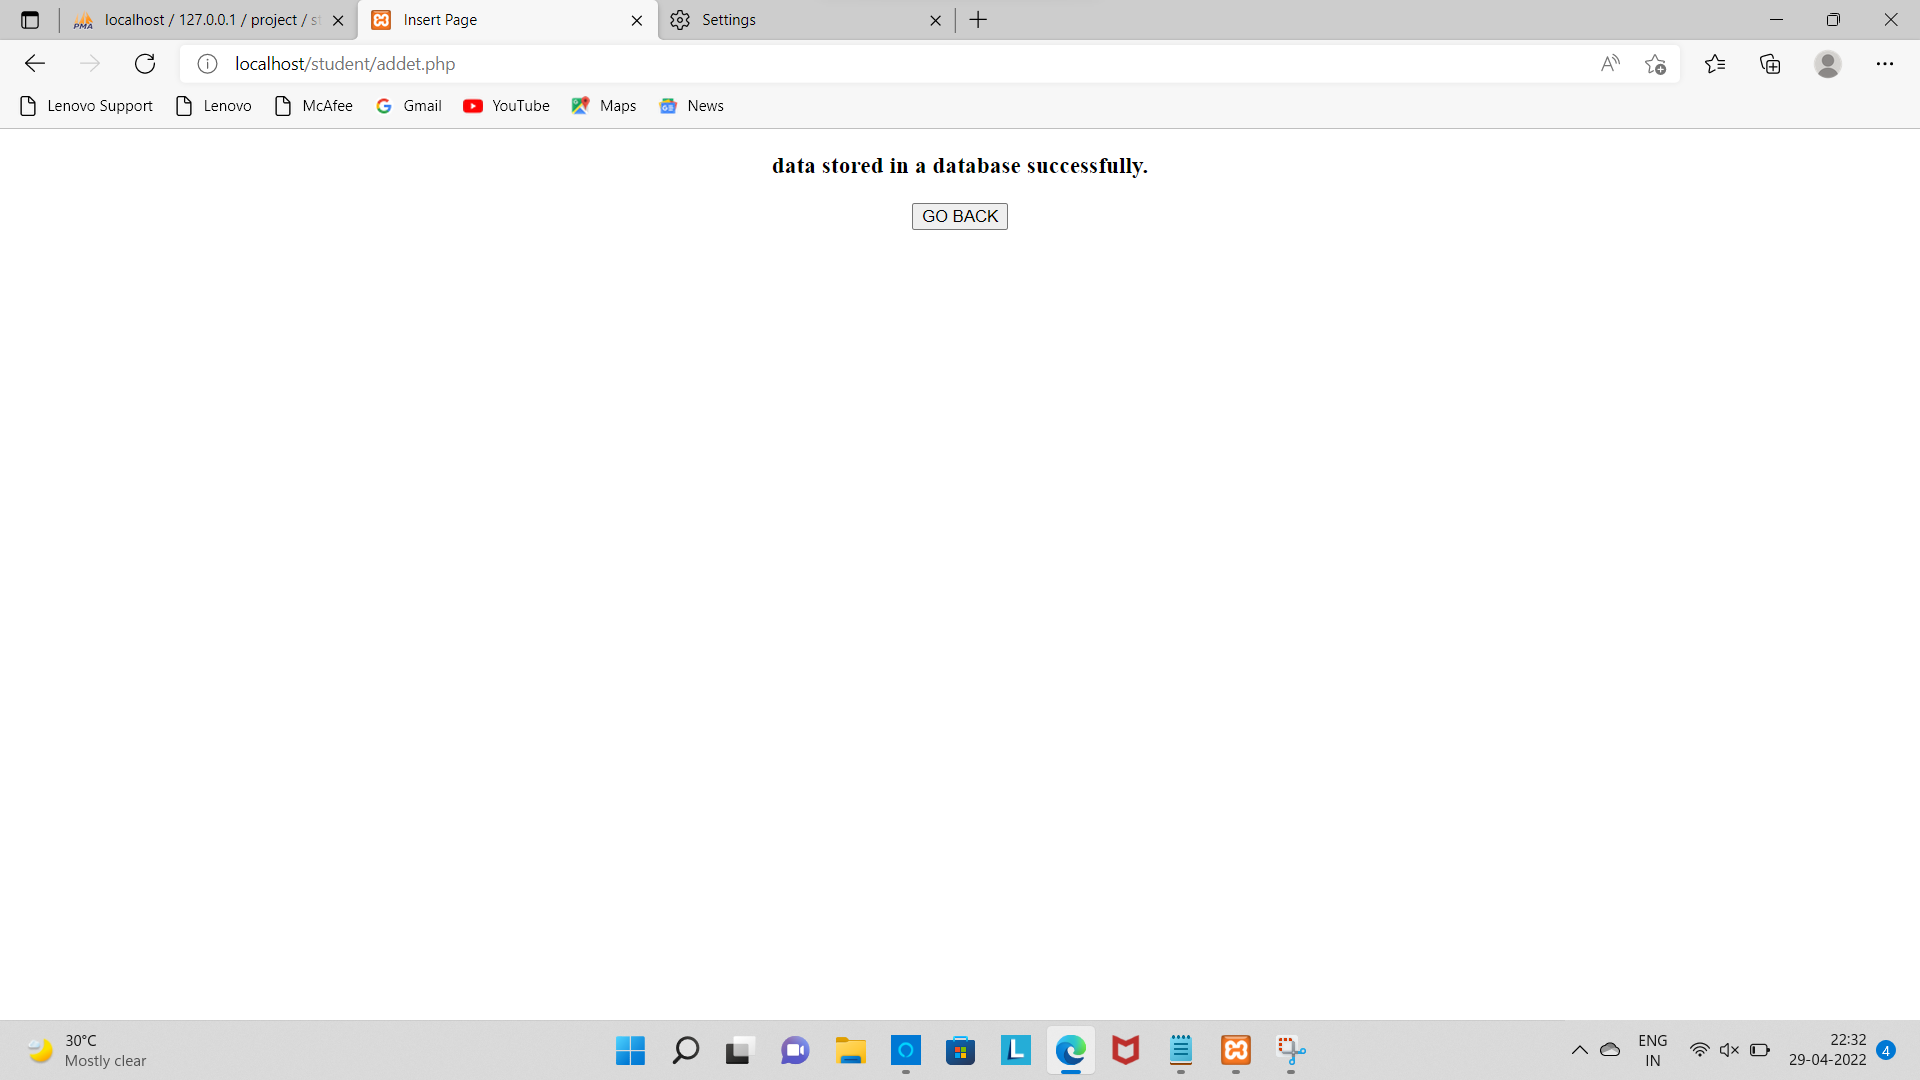 PMA localhost / 127.0.0.1 / project / st
Insert Page
Settings
localhost/student/addet.php
Lenovo Support
Lenovo
McAfee
Gmail
YouTube
Maps
News
data stored in a database successfully.
GO BACK
30°C
Mostly clear
L
ENG
IN
22:32
29-04-2022
4